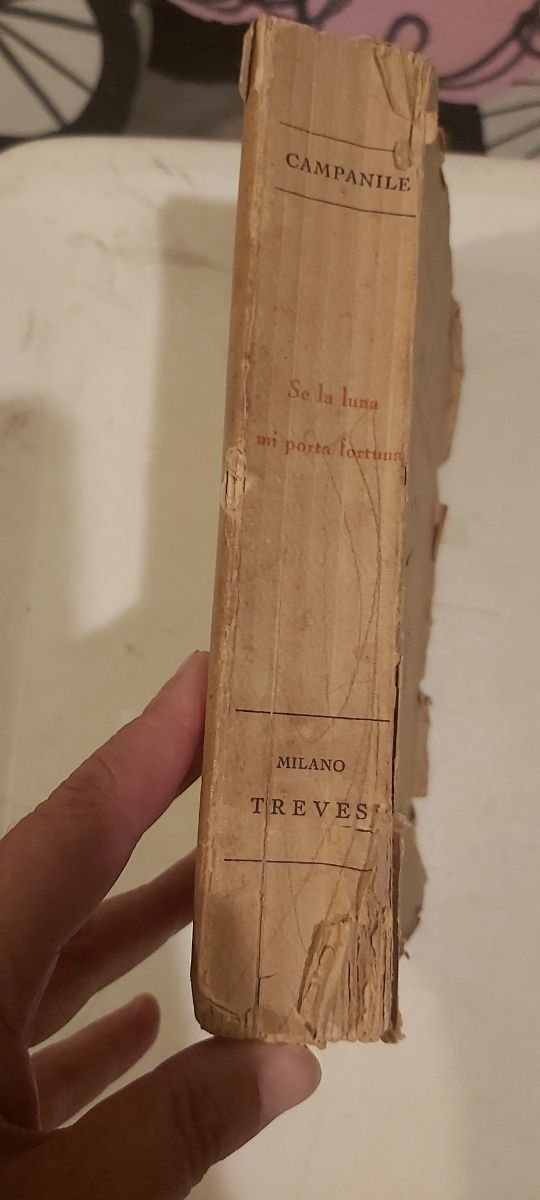 CAMPANILE
Se la luna
mi porta fortuna
MILANO
TREVES